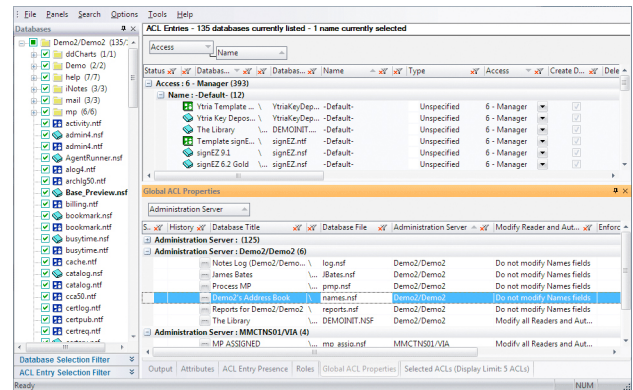 File Panels Search Options Tools Help
Databases
Demo2/Demo2 (135/
ddCharts (1/1)
Demo (2/2)
help (7/7)
iNotes (3/3)
mail (3/3)
mp (6/6)
activity.ntf
admin4.nsf
admin4.ntf
AgentRunner.nsf
alog4.ntf
archlg50.ntf
Base_Preview.nsf
billing.ntf
bookmark.nsf
bookmark.ntf
busytime.nsf
busytime.ntf
cache.ntf
catalog.nsf
catalog.ntf
cca50.ntf
certlog.ntf
certpub.ntf
certreq.ntf
Database Selection Filter
ACL Entry Selection Filter
Ready
ACL Entries - 135 databases currently listed - 1 name currently selected
Access
Name
Status Databas... Databas... Name Type Access Create D... Dele
Access : 6 - Manager (393)
Name : -Default- (12)
Ytria Template ... \ YtriaKeyDep... -Default- Unspecified 6 - Manager
Ytria Key Depos... \ YtriaKeyDep... -Default- Unspecified 6 - Manager
The Library \... DEMOINIT.... -Default- Unspecified 6 - Manager
Template signE... \ signEZ.ntf -Default- Unspecified 6 - Manager
signEZ 9.1 \ signEZ.nsf -Default- Unspecified 6 - Manager
signEZ 6.2 Gold \... signEZ.nsf -Default- Unspecified 6 - Manager
Global ACL Properties
Administration Server
S.. History Database Title Database File Administration Server Modify Reader and Aut... Enforc
Administration Server : (125)
Administration Server : Demo2/Demo2 (6)
Notes Log (Demo2/Demo... \ log.nsf Demo2/Demo2 Do not modify Names fields
James Bates \... JBates.nsf Demo2/Demo2 Do not modify Names fields
Process MP \... pmp.nsf Demo2/Demo2 Do not modify Names fields
Demo2's Address Book \ names.nsf Demo2/Demo2 Do not modify Names fields
Reports for Demo2/Demo2 \ reports.nsf Demo2/Demo2 Do not modify Names fields
The Library \... DEMOINIT.NSF Demo2/Demo2 Modify all Readers and Aut...
Administration Server : MMCTNS01/VIA (4)
MP ASSIGNED \... mp_assig.nsf MMCTNS01/VIA Modify all Readers and Aut...
Output Attributes ACL Entry Presence Roles Global ACL Properties Selected ACLs (Display Limit: 5 ACLs)
NUM